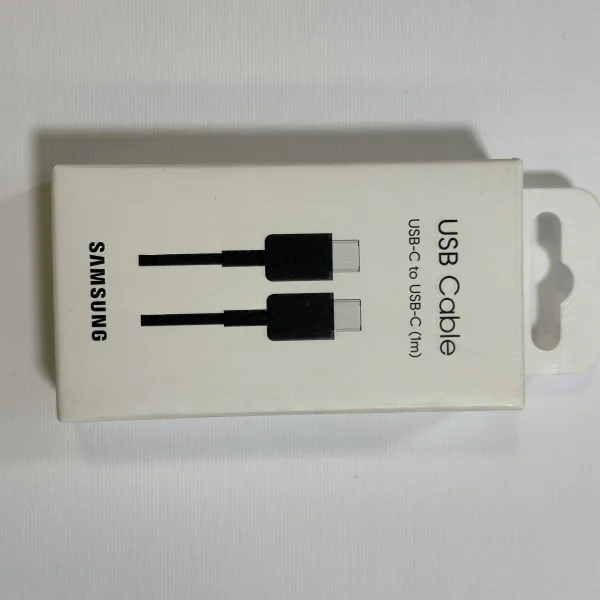 USB Cable
USB-C to USB-C (1m)
SAMSUNG